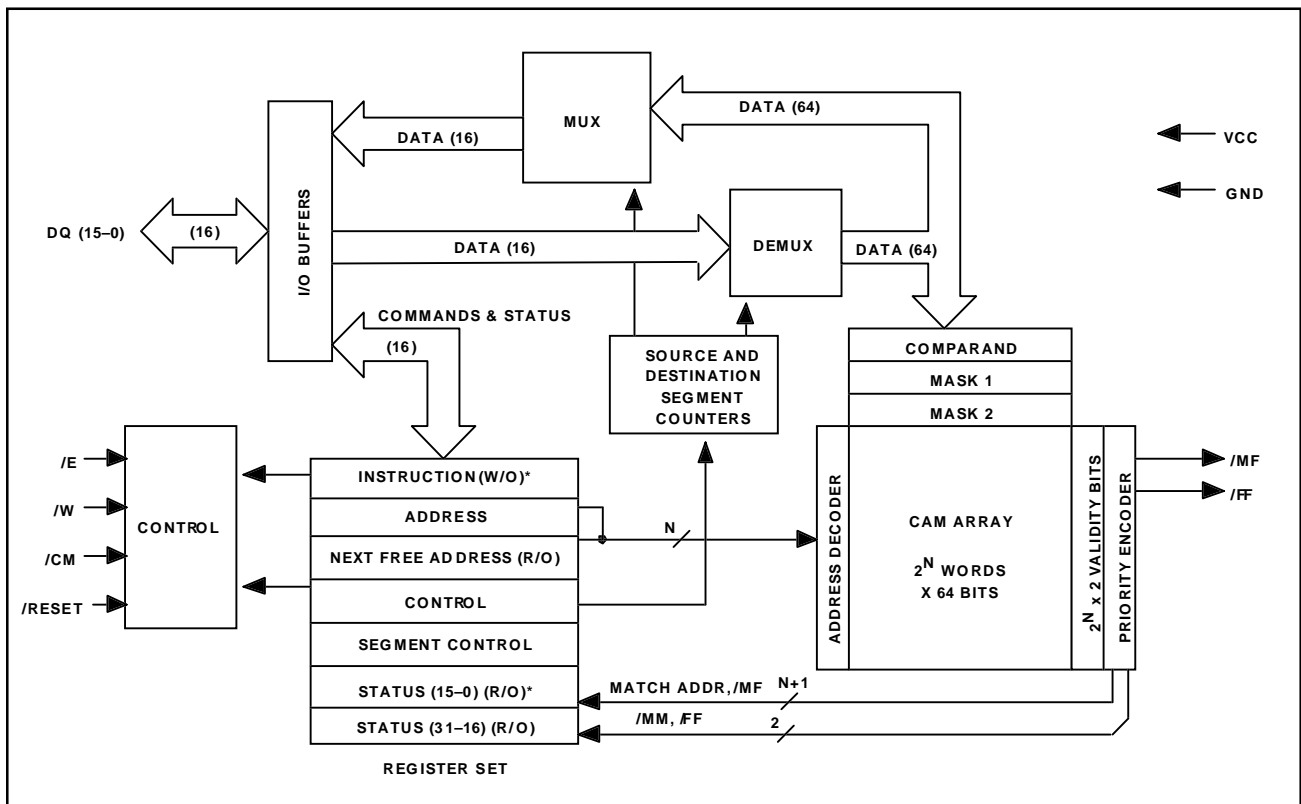 MUX
DATA (64)
DATA (16)
VCC
GND
DQ (15–0)
(16)
I/O BUFFERS
DATA (16)
DEMUX
DATA (64)
COMMANDS & STATUS
(16)
SOURCE AND
DESTINATION
SEGMENT
COUNTERS
COMPARAND
MASK 1
MASK 2
/E
/W
/CM
/RESET
CONTROL
INSTRUCTION (W/O)*
ADDRESS
NEXT FREE ADDRESS (R/O)
CONTROL
SEGMENT CONTROL
STATUS (15–0) (R/O)*
STATUS (31–16) (R/O)
REGISTER SET
N
ADDRESS DECODER
CAM ARRAY
2^N WORDS
X 64 BITS
2^N x 2 VALIDITY BITS
PRIORITY ENCODER
/MF
/FF
MATCH ADDR, /MF
N+1
/MM, /FF
2